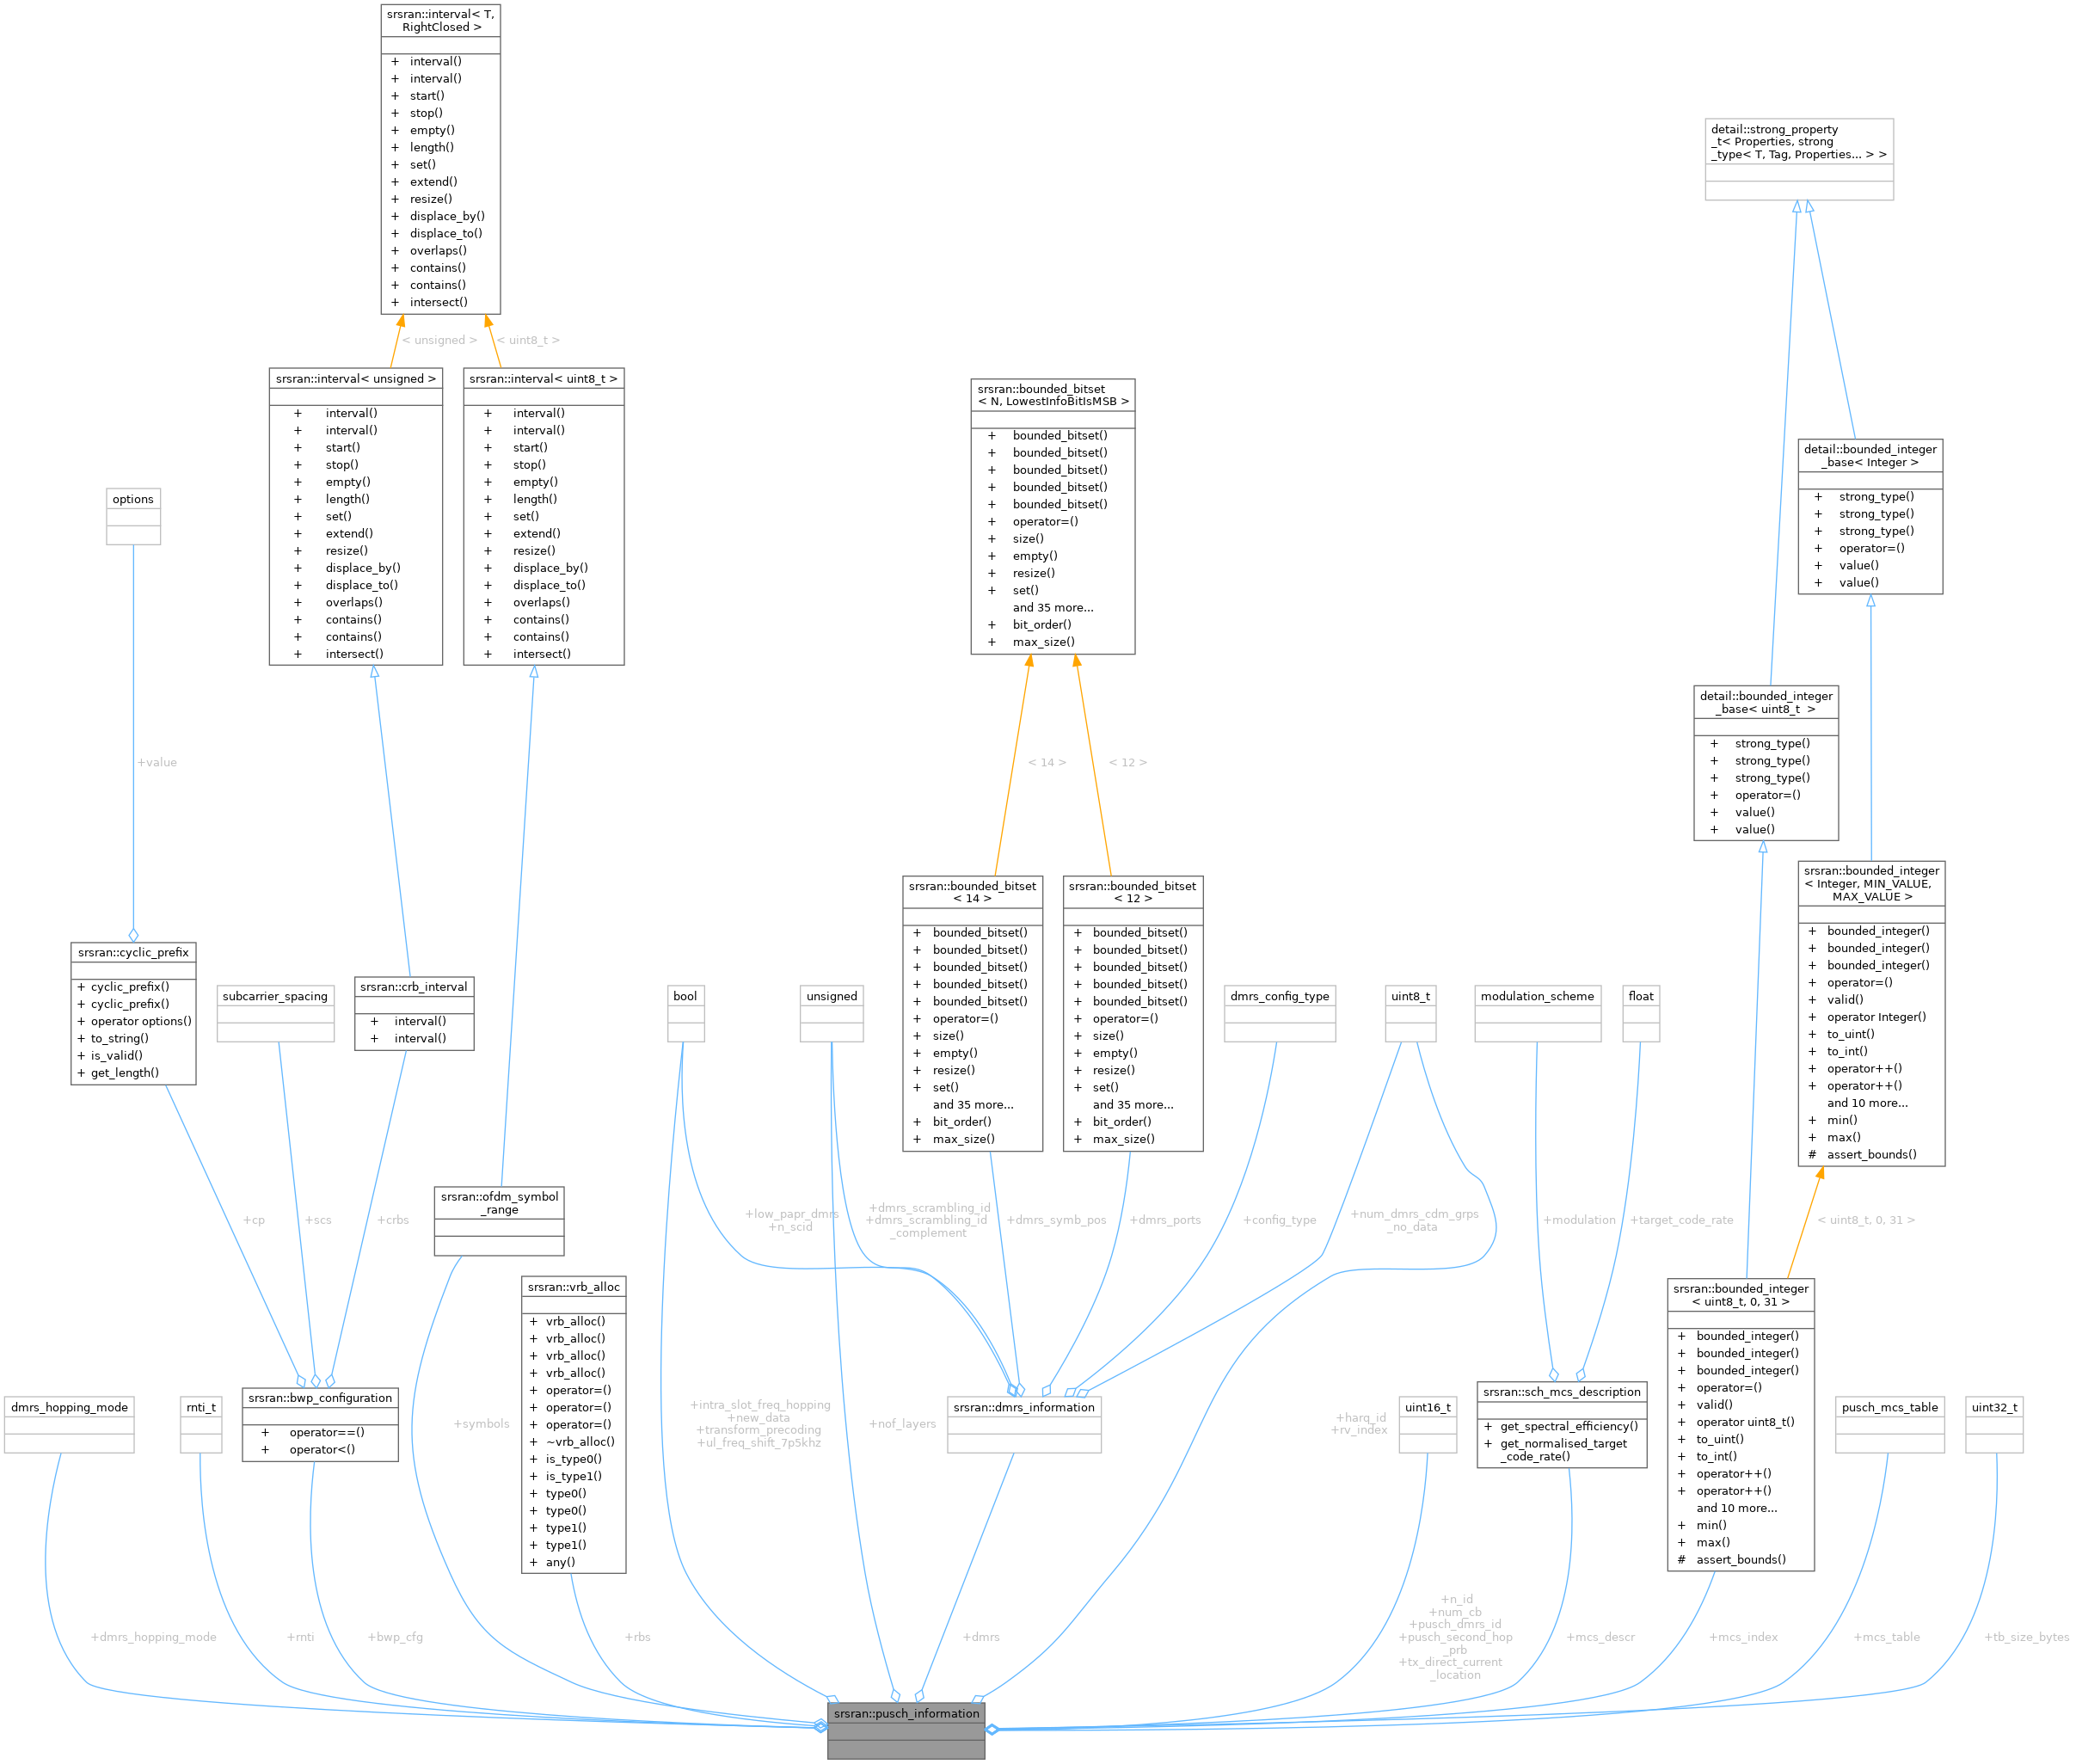 srsran::interval< T,
RightClosed >
+ interval()
+ interval()
+ start()
+ stop()
+ empty()
+ length()
+ set()
+ extend()
+ resize()
+ displace_by()
+ displace_to()
+ overlaps()
+ contains()
+ contains()
+ intersect()
< unsigned >
< uint8_t >
detail::strong_property
_t< Properties, strong
_type< T, Tag, Properties... > >
srsran::interval< unsigned >
+ interval()
+ interval()
+ start()
+ stop()
+ empty()
+ length()
+ set()
+ extend()
+ resize()
+ displace_by()
+ displace_to()
+ overlaps()
+ contains()
+ contains()
+ intersect()
srsran::interval< uint8_t >
+ interval()
+ interval()
+ start()
+ stop()
+ empty()
+ length()
+ set()
+ extend()
+ resize()
+ displace_by()
+ displace_to()
+ overlaps()
+ contains()
+ contains()
+ intersect()
srsran::bounded_bitset
< N, LowestInfoBitIsMSB >
+ bounded_bitset()
+ bounded_bitset()
+ bounded_bitset()
+ bounded_bitset()
+ bounded_bitset()
+ operator=()
+ size()
+ empty()
+ resize()
+ set()
and 35 more...
+ bit_order()
+ max_size()
detail::bounded_integer
_base< Integer >
+ strong_type()
+ strong_type()
+ strong_type()
+ operator=()
+ value()
+ value()
options
+value
< 14 >
< 12 >
detail::bounded_integer
_base< uint8_t  >
+ strong_type()
+ strong_type()
+ strong_type()
+ operator=()
+ value()
+ value()
srsran::cyclic_prefix
+ cyclic_prefix()
+ cyclic_prefix()
+ operator options()
+ to_string()
+ is_valid()
+ get_length()
subcarrier_spacing
srsran::crb_interval
+ interval()
+ interval()
bool
unsigned
srsran::bounded_bitset
< 14 >
+ bounded_bitset()
+ bounded_bitset()
+ bounded_bitset()
+ bounded_bitset()
+ bounded_bitset()
+ operator=()
+ size()
+ empty()
+ resize()
+ set()
and 35 more...
+ bit_order()
+ max_size()
srsran::bounded_bitset
< 12 >
+ bounded_bitset()
+ bounded_bitset()
+ bounded_bitset()
+ bounded_bitset()
+ bounded_bitset()
+ operator=()
+ size()
+ empty()
+ resize()
+ set()
and 35 more...
+ bit_order()
+ max_size()
dmrs_config_type
uint8_t
modulation_scheme
float
srsran::bounded_integer
< Integer, MIN_VALUE,
MAX_VALUE >
+ bounded_integer()
+ bounded_integer()
+ bounded_integer()
+ operator=()
+ valid()
+ operator Integer()
+ to_uint()
+ to_int()
+ operator++()
+ operator++()
and 10 more...
+ min()
+ max()
# assert_bounds()
+cp
+scs
+crbs
srsran::ofdm_symbol
_range
+low_papr_dmrs
+n_scid
+dmrs_scrambling_id
+dmrs_scrambling_id
_complement
+dmrs_symb_pos
+dmrs_ports
+config_type
+num_dmrs_cdm_grps
_no_data
+modulation
+target_code_rate
< uint8_t, 0, 31 >
srsran::vrb_alloc
+ vrb_alloc()
+ vrb_alloc()
+ vrb_alloc()
+ vrb_alloc()
+ operator=()
+ operator=()
+ operator=()
+ ~vrb_alloc()
+ is_type0()
+ is_type1()
+ type0()
+ type0()
+ type1()
+ type1()
+ any()
srsran::bounded_integer
< uint8_t, 0, 31 >
+ bounded_integer()
+ bounded_integer()
+ bounded_integer()
+ operator=()
+ valid()
+ operator uint8_t()
+ to_uint()
+ to_int()
+ operator++()
+ operator++()
and 10 more...
+ min()
+ max()
# assert_bounds()
dmrs_hopping_mode
rnti_t
srsran::bwp_configuration
+ operator==()
+ operator<()
+symbols
+intra_slot_freq_hopping
+new_data
+transform_precoding
+ul_freq_shift_7p5khz
+nof_layers
srsran::dmrs_information
+harq_id
+rv_index
uint16_t
srsran::sch_mcs_description
+ get_spectral_efficiency()
+ get_normalised_target
_code_rate()
pusch_mcs_table
uint32_t
+dmrs_hopping_mode
+rnti
+bwp_cfg
+rbs
+dmrs
+n_id
+num_cb
+pusch_dmrs_id
+pusch_second_hop
_prb
+tx_direct_current
_location
+mcs_descr
+mcs_index
+mcs_table
+tb_size_bytes
srsran::pusch_information